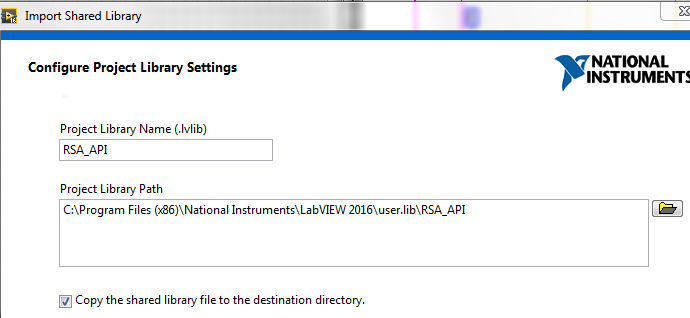 Import Shared Library
Configure Project Library Settings
NATIONAL
INSTRUMENTS
Project Library Name (.lvlib)
RSA_API
Project Library Path
C:\Program Files (x86)\National Instruments\LabVIEW 2016\user.lib\RSA_API
Copy the shared library file to the destination directory.